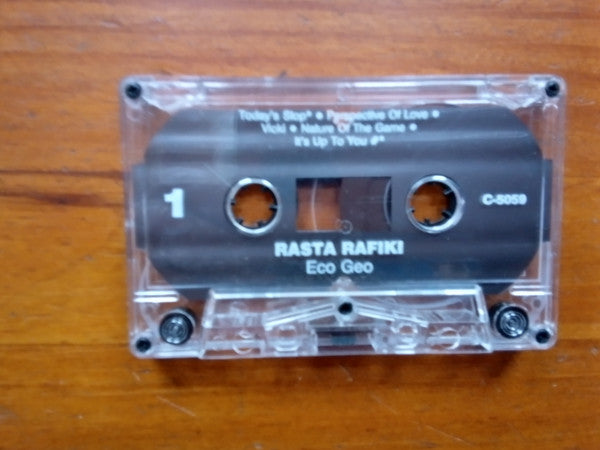 Today's Slop* • Perspective Of Love •
Vicki • Nature Of The Game •
It's Up To You #*
1
C-5059
RASTA RAFIKI
Eco Geo